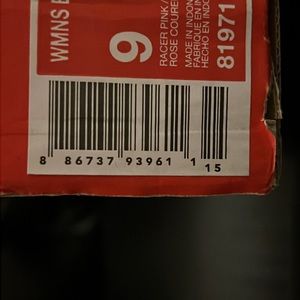 WMNS
9
RACER PINK/
ROSE COURE
MADE IN INDON
FABRIQUE EN IN
HECHO EN INDO
81971
8 86737 93961 1
15